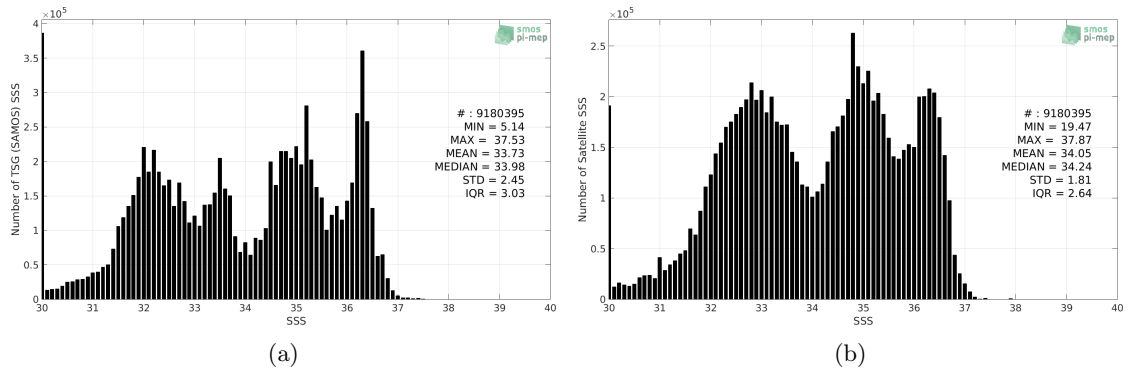 ×10⁵
4
3.5
3
2.5
2
1.5
1
0.5
0
Number of TSG (SAMOS) SSS
smos
pi-mep
# : 9180395
MIN = 5.14
MAX = 37.53
MEAN = 33.73
MEDIAN = 33.98
STD = 2.45
IQR = 3.03
30 31 32 33 34 35 36 37 38 39 40
SSS
(a)
×10⁵
2.5
2
1.5
1
0.5
0
Number of Satellite SSS
smos
pi-mep
# : 9180395
MIN = 19.47
MAX = 37.87
MEAN = 34.05
MEDIAN = 34.24
STD = 1.81
IQR = 2.64
30 31 32 33 34 35 36 37 38 39 40
SSS
(b)